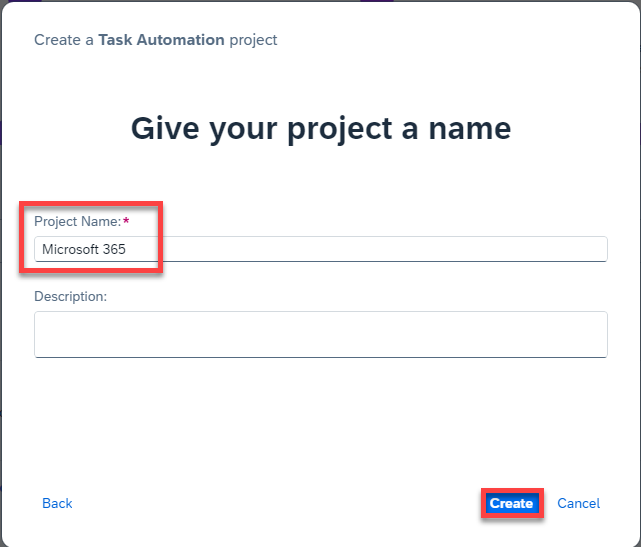 Create a Task Automation project
Give your project a name
Project Name:*
Microsoft 365
Description:
Back
Create
Cancel